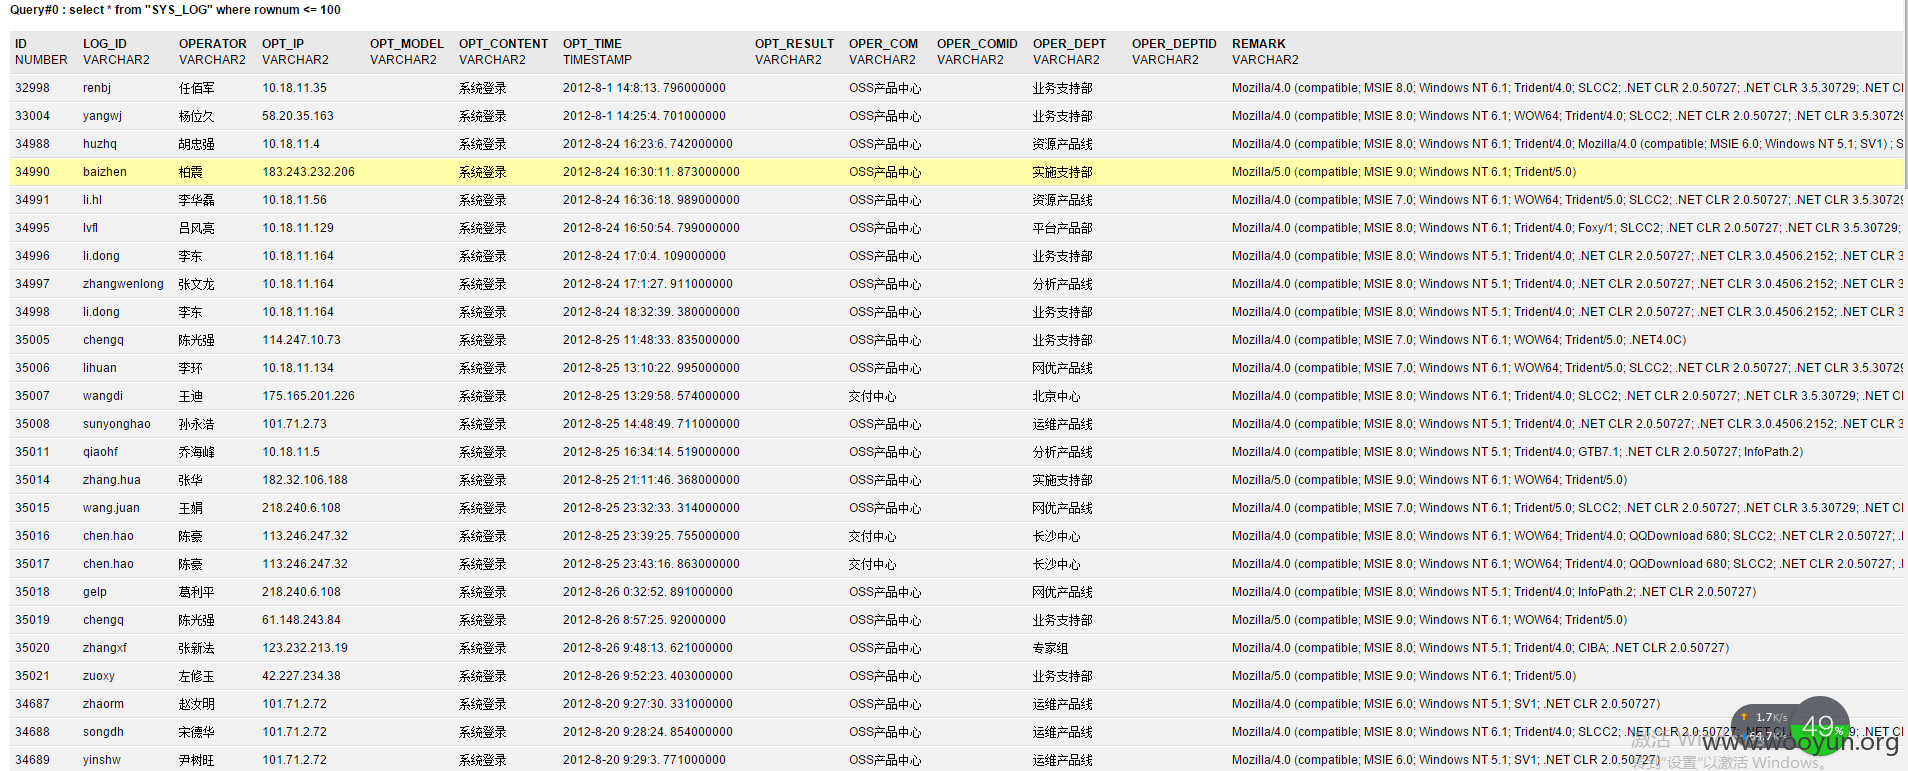 Query#0 : select * from "SYS_LOG" where rownum <= 100
ID LOG_ID OPERATOR OPT_IP OPT_MODEL OPT_CONTENT OPT_TIME OPT_RESULT OPER_COM OPER_COMID OPER_DEPT OPER_DEPTID REMARK
NUMBER VARCHAR2 VARCHAR2 VARCHAR2 VARCHAR2 VARCHAR2 TIMESTAMP VARCHAR2 VARCHAR2 VARCHAR2 VARCHAR2 VARCHAR2 VARCHAR2
32998 renbj 任佰军 10.18.11.35 系统登录 2012-8-1 14:8:13. 796000000 OSS产品中心 业务支持部 Mozilla/4.0 (compatible; MSIE 8.0; Windows NT 6.1; Trident/4.0; SLCC2; .NET CLR 2.0.50727; .NET CLR 3.5.30729; .NET Cl
33004 yangwj 杨位久 58.20.35.163 系统登录 2012-8-1 14:25:4. 701000000 OSS产品中心 业务支持部 Mozilla/4.0 (compatible; MSIE 8.0; Windows NT 6.1; WOW64; Trident/4.0; SLCC2; .NET CLR 2.0.50727; .NET CLR 3.5.30729
34988 huzhq 胡忠强 10.18.11.4 系统登录 2012-8-24 16:23:6. 742000000 OSS产品中心 资源产品线 Mozilla/4.0 (compatible; MSIE 8.0; Windows NT 6.1; Trident/4.0; Mozilla/4.0 (compatible; MSIE 6.0; Windows NT 5.1; SV1) ; S
34990 baizhen 柏震 183.243.232.206 系统登录 2012-8-24 16:30:11. 873000000 OSS产品中心 实施支持部 Mozilla/5.0 (compatible; MSIE 9.0; Windows NT 6.1; Trident/5.0)
34991 li.hl 李华磊 10.18.11.56 系统登录 2012-8-24 16:36:18. 989000000 OSS产品中心 资源产品线 Mozilla/4.0 (compatible; MSIE 7.0; Windows NT 6.1; WOW64; Trident/5.0; SLCC2; .NET CLR 2.0.50727; .NET CLR 3.5.30729
34995 lvfl 吕风亮 10.18.11.129 系统登录 2012-8-24 16:50:54. 799000000 OSS产品中心 平台产品部 Mozilla/4.0 (compatible; MSIE 8.0; Windows NT 6.1; Trident/4.0; Foxy/1; SLCC2; .NET CLR 2.0.50727; .NET CLR 3.5.30729;
34996 li.dong 李东 10.18.11.164 系统登录 2012-8-24 17:0:4. 109000000 OSS产品中心 业务支持部 Mozilla/4.0 (compatible; MSIE 8.0; Windows NT 5.1; Trident/4.0; .NET CLR 2.0.50727; .NET CLR 3.0.4506.2152; .NET CLR 3
34997 zhangwenlong 张文龙 10.18.11.164 系统登录 2012-8-24 17:1:27. 911000000 OSS产品中心 分析产品线 Mozilla/4.0 (compatible; MSIE 8.0; Windows NT 5.1; Trident/4.0; .NET CLR 2.0.50727; .NET CLR 3.0.4506.2152; .NET CLR 3
34998 li.dong 李东 10.18.11.164 系统登录 2012-8-24 18:32:39. 380000000 OSS产品中心 业务支持部 Mozilla/4.0 (compatible; MSIE 8.0; Windows NT 5.1; Trident/4.0; .NET CLR 2.0.50727; .NET CLR 3.0.4506.2152; .NET CLR 3
35005 chengq 陈光强 114.247.10.73 系统登录 2012-8-25 11:48:33. 835000000 OSS产品中心 业务支持部 Mozilla/4.0 (compatible; MSIE 7.0; Windows NT 6.1; WOW64; Trident/5.0; .NET4.0C)
35006 lihuan 李环 10.18.11.134 系统登录 2012-8-25 13:10:22. 995000000 OSS产品中心 网优产品线 Mozilla/4.0 (compatible; MSIE 7.0; Windows NT 6.1; WOW64; Trident/5.0; SLCC2; .NET CLR 2.0.50727; .NET CLR 3.5.30729
35007 wangdi 王迪 175.165.201.226 系统登录 2012-8-25 13:29:58. 574000000 交付中心 北京中心 Mozilla/4.0 (compatible; MSIE 8.0; Windows NT 6.1; Trident/4.0; SLCC2; .NET CLR 2.0.50727; .NET CLR 3.5.30729; .NET Cl
35008 sunyonghao 孙永浩 101.71.2.73 系统登录 2012-8-25 14:48:49. 711000000 OSS产品中心 运维产品线 Mozilla/4.0 (compatible; MSIE 8.0; Windows NT 5.1; Trident/4.0; .NET CLR 2.0.50727; .NET CLR 3.0.4506.2152; .NET CLR 3
35011 qiaohf 乔海峰 10.18.11.5 系统登录 2012-8-25 16:34:14. 519000000 OSS产品中心 分析产品线 Mozilla/4.0 (compatible; MSIE 8.0; Windows NT 5.1; Trident/4.0; GTB7.1; .NET CLR 2.0.50727; InfoPath.2)
35014 zhang.hua 张华 182.32.106.188 系统登录 2012-8-25 21:11:46. 368000000 OSS产品中心 实施支持部 Mozilla/5.0 (compatible; MSIE 9.0; Windows NT 6.1; WOW64; Trident/5.0)
35015 wang.juan 王娟 218.240.6.108 系统登录 2012-8-25 23:32:33. 314000000 OSS产品中心 网优产品线 Mozilla/4.0 (compatible; MSIE 7.0; Windows NT 6.1; Trident/5.0; SLCC2; .NET CLR 2.0.50727; .NET CLR 3.5.30729; .NET Cl
35016 chen.hao 陈豪 113.246.247.32 系统登录 2012-8-25 23:39:25. 755000000 交付中心 长沙中心 Mozilla/4.0 (compatible; MSIE 8.0; Windows NT 6.1; WOW64; Trident/4.0; QQDownload 680; SLCC2; .NET CLR 2.0.50727; .I
35017 chen.hao 陈豪 113.246.247.32 系统登录 2012-8-25 23:43:16. 863000000 交付中心 长沙中心 Mozilla/4.0 (compatible; MSIE 8.0; Windows NT 6.1; WOW64; Trident/4.0; QQDownload 680; SLCC2; .NET CLR 2.0.50727; .I
35018 gelp 葛利平 218.240.6.108 系统登录 2012-8-26 0:32:52. 891000000 OSS产品中心 网优产品线 Mozilla/4.0 (compatible; MSIE 8.0; Windows NT 5.1; Trident/4.0; InfoPath.2; .NET CLR 2.0.50727)
35019 chengq 陈光强 61.148.243.84 系统登录 2012-8-26 8:57:25. 92000000 OSS产品中心 业务支持部 Mozilla/5.0 (compatible; MSIE 9.0; Windows NT 6.1; WOW64; Trident/5.0)
35020 zhangxf 张新法 123.232.213.19 系统登录 2012-8-26 9:48:13. 621000000 OSS产品中心 专家组 Mozilla/4.0 (compatible; MSIE 8.0; Windows NT 5.1; Trident/4.0; CIBA; .NET CLR 2.0.50727)
35021 zuoxy 左修玉 42.227.234.38 系统登录 2012-8-26 9:52:23. 403000000 OSS产品中心 业务支持部 Mozilla/5.0 (compatible; MSIE 9.0; Windows NT 6.1; Trident/5.0)
34687 zhaorm 赵汝明 101.71.2.72 系统登录 2012-8-20 9:27:30. 331000000 OSS产品中心 运维产品线 Mozilla/4.0 (compatible; MSIE 6.0; Windows NT 5.1; SV1; .NET CLR 2.0.50727)
34688 songdh 宋德华 101.71.2.72 系统登录 2012-8-20 9:28:24. 854000000 OSS产品中心 运维产品线 Mozilla/4.0 (compatible; MSIE 8.0; Windows NT 6.1; Trident/4.0; SLCC2; .NET CLR 2.0.50727; .NET CL
34689 yinshw 尹树旺 101.71.2.72 系统登录 2012-8-20 9:29:3. 771000000 OSS产品中心 运维产品线 Mozilla/4.0 (compatible; MSIE 6.0; Windows NT 5.1; SV1; .NET CLR 2.0.50727)
1.7K/s
49%
激活 Win
www.wooyun.org
转到"设置"以激活 Windows。